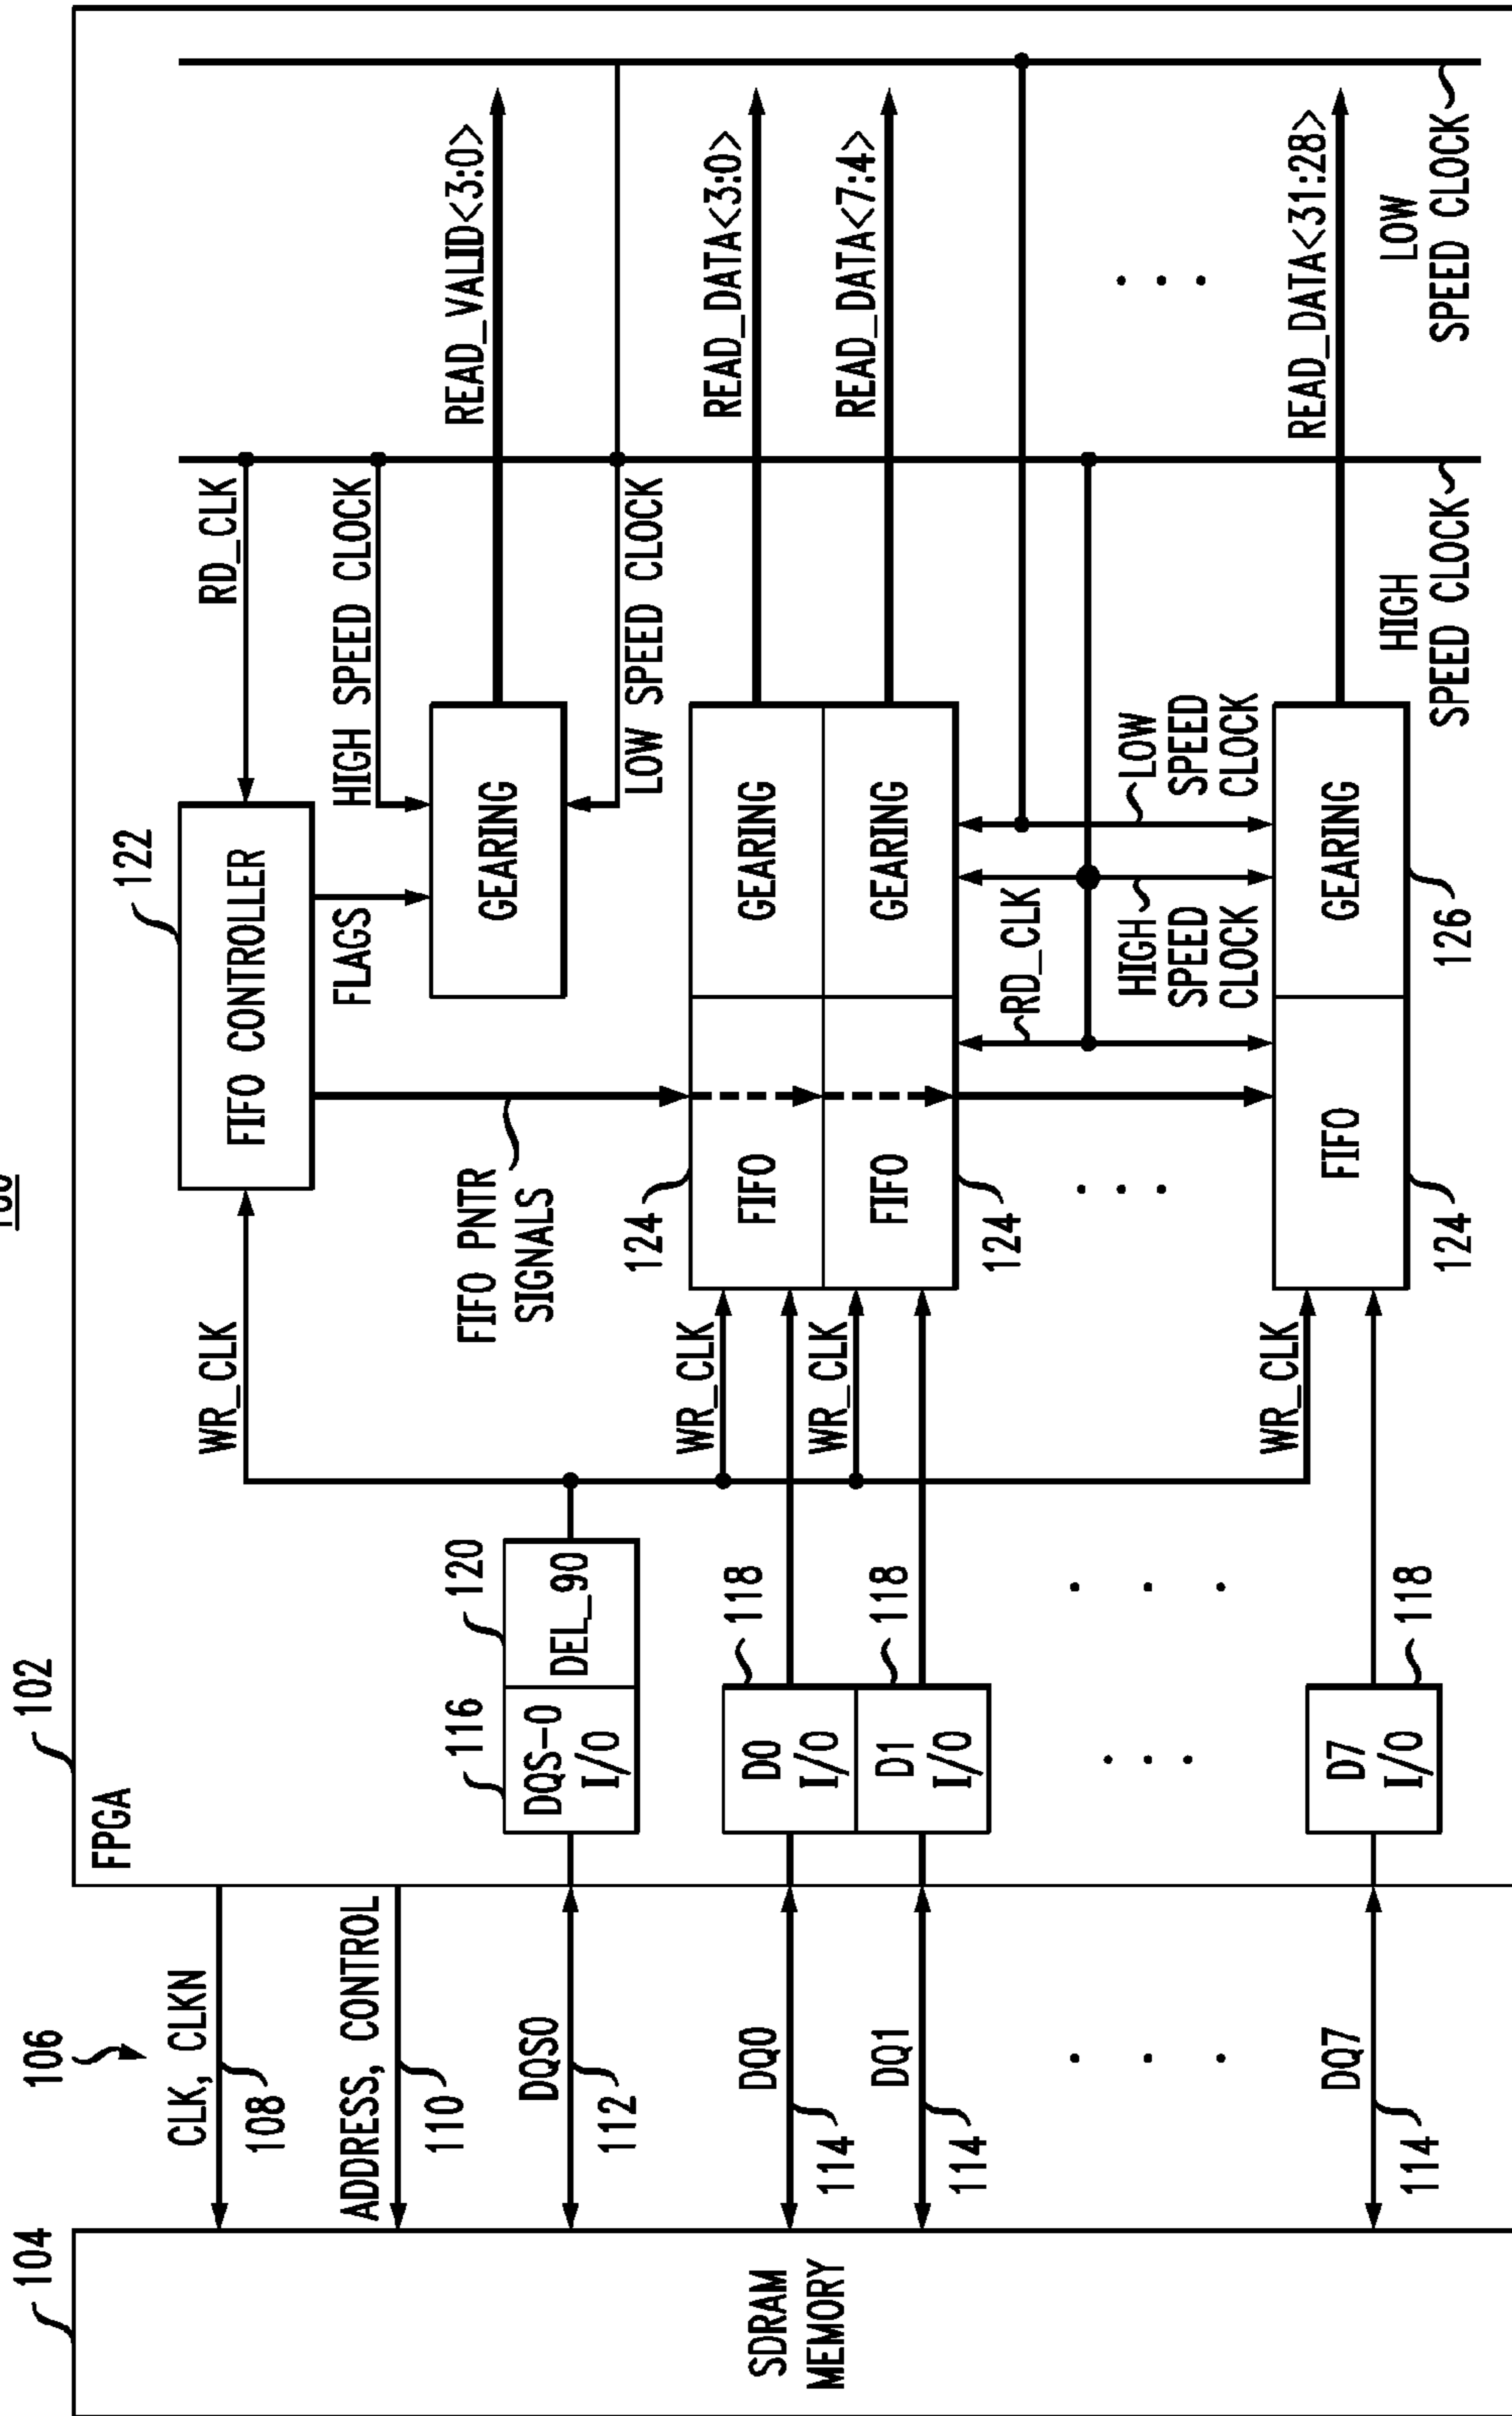 100
104
SDRAM
MEMORY
106
CLK, CLKN
108
ADDRESS, CONTROL
110
DQS0
112
DQ0
114
DQ1
114
. . .
DQ7
114
102
FPGA
116
120
DQS-0
I/O
DEL_90
118
D0
I/O
118
D1
I/O
. . .
. . .
118
D7
I/O
WR_CLK
WR_CLK
WR_CLK
WR_CLK
122
FIFO CONTROLLER
FLAGS
FIFO PNTR
SIGNALS
GEARING
124
FIFO
GEARING
FIFO
GEARING
124
. . .
RD_CLK
HIGH
SPEED
CLOCK
LOW
SPEED
CLOCK
FIFO
GEARING
124
126
RD_CLK
HIGH SPEED CLOCK
LOW SPEED CLOCK
READ_VALID<3:0>
READ_DATA<3:0>
READ_DATA<7:4>
. . .
READ_DATA<31:28>
HIGH
SPEED CLOCK
LOW
SPEED CLOCK